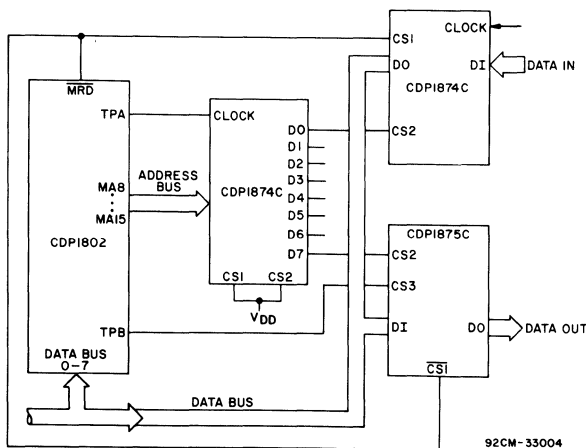 CS1
CLOCK
DO
DI
DATA IN
CDP1874C
CS2
MRD
TPA
CLOCK
DO
D1
D2
D3
D4
D5
D6
D7
ADDRESS
BUS
CDP1874C
MA8
MA15
CDP1802
CS1 CS2
VDD
TPB
DATA BUS
0-7
DATA BUS
CDP1875C
CS2
CS3
DI
DO
DATA OUT
CS1
92CM-33004